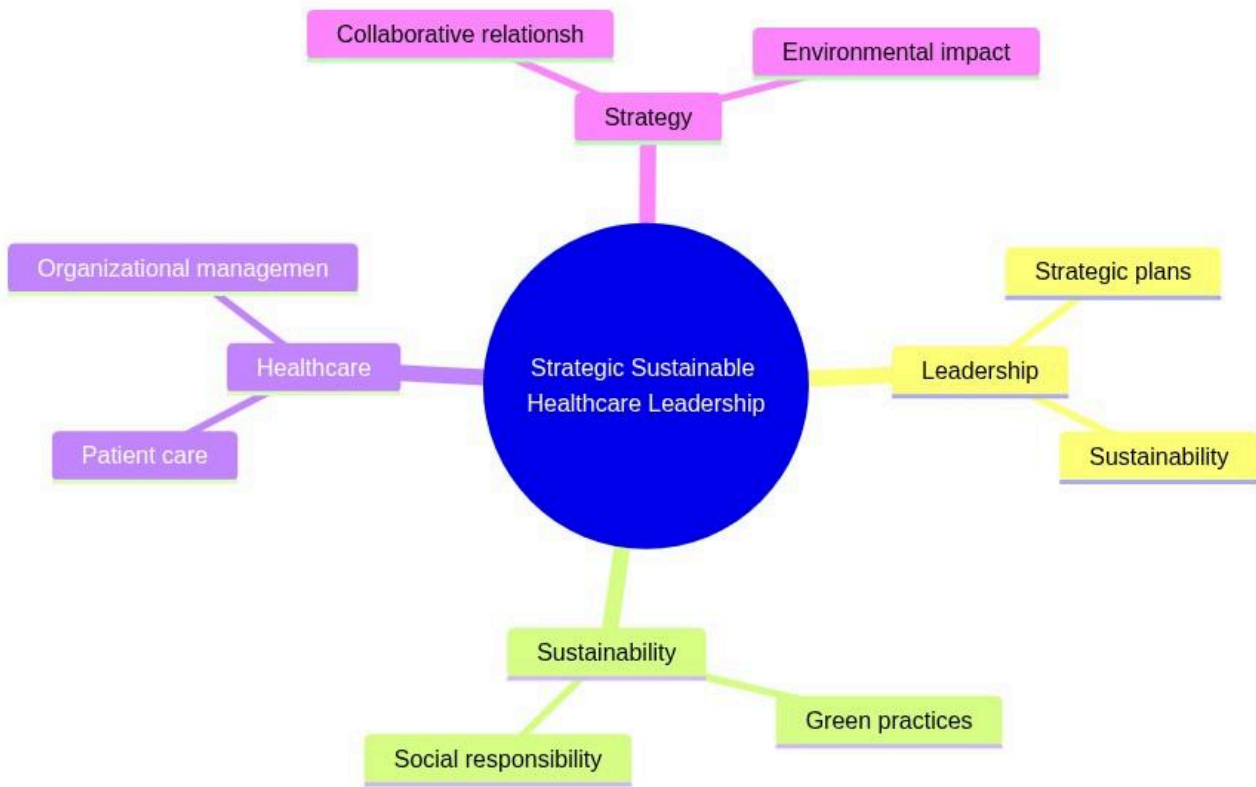 Collaborative relationsh
Environmental impact
Strategy
Organizational managemen
Strategic plans
Healthcare
Strategic Sustainable
Healthcare Leadership
Leadership
Patient care
Sustainability
Sustainability
Green practices
Social responsibility